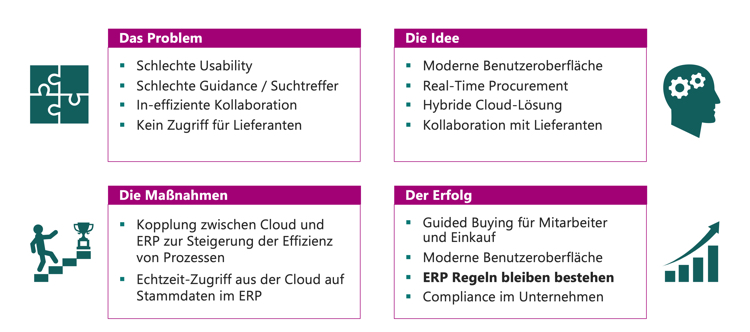 Das Problem
Schlechte Usability
Schlechte Guidance / Suchtreffer
In-effiziente Kollaboration
Kein Zugriff für Lieferanten
Die Idee
Moderne Benutzeroberfläche
Real-Time Procurement
Hybride Cloud-Lösung
Kollaboration mit Lieferanten
Die Maßnahmen
Kopplung zwischen Cloud und
ERP zur Steigerung der Effizienz
von Prozessen
Echtzeit-Zugriff aus der Cloud auf
Stammdaten im ERP
Der Erfolg
Guided Buying für Mitarbeiter
und Einkauf
Moderne Benutzeroberfläche
ERP Regeln bleiben bestehen
Compliance im Unternehmen